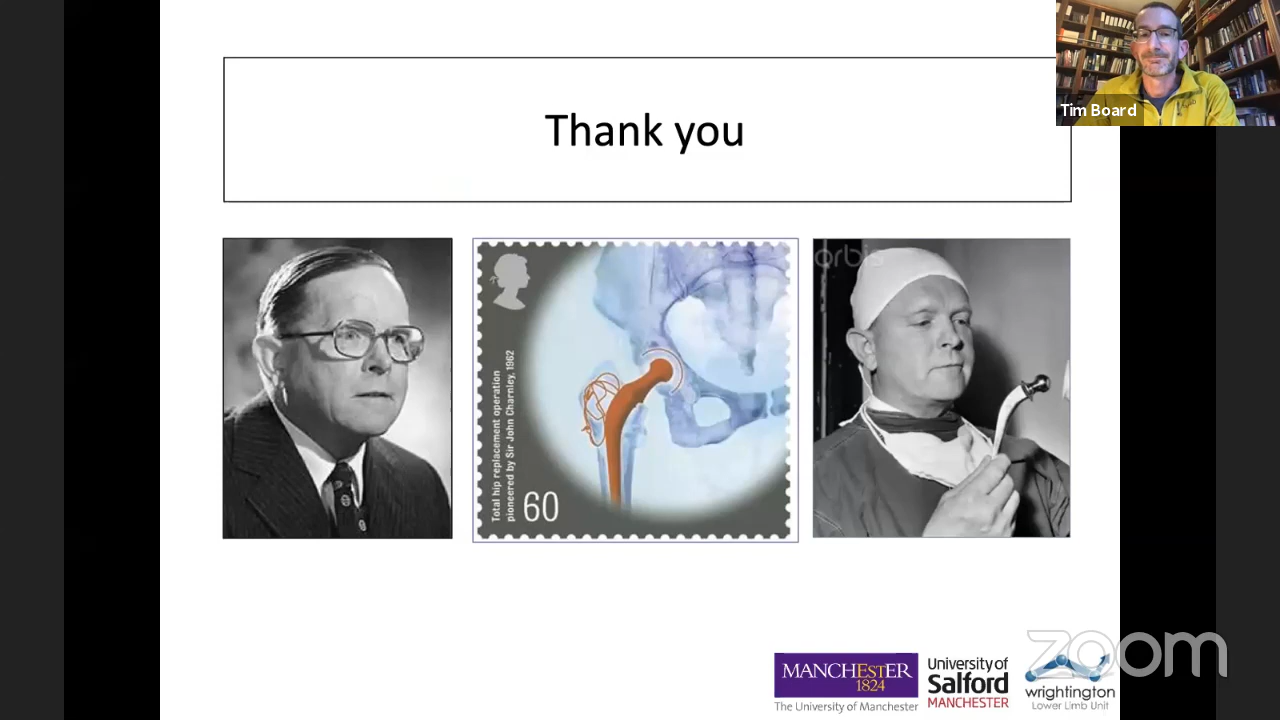 Thank you
Tim Board
Total hip replacement operation
pioneered by Sir John Charnley, 1962
60
orbis
MANCHESTER
1824
The University of Manchester
University of
Salford
MANCHESTER
wrightington
Lower Limb Unit
zoom